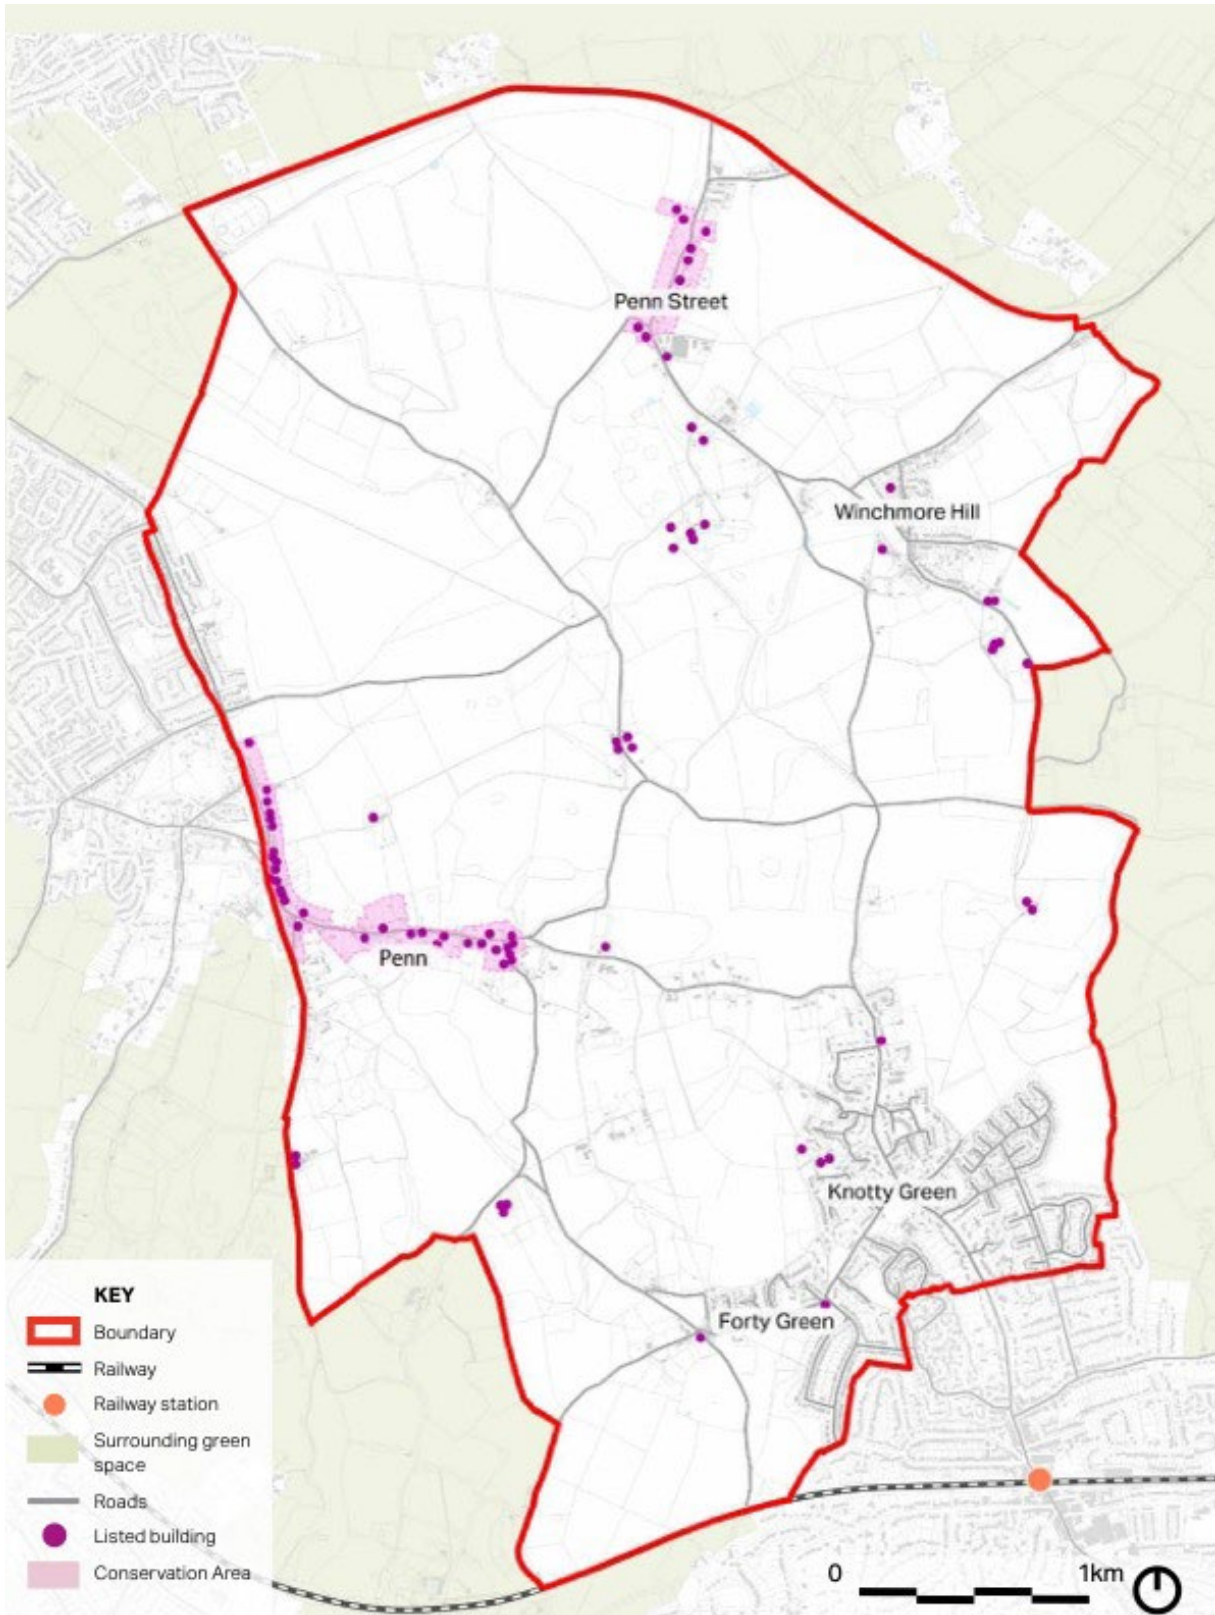 Penn Street
Winchmore Hill
Penn
Knotty Green
Forty Green
KEY
Boundary
Railway
Railway station
Surrounding green
space
Roads
Listed building
Conservation Area
0 1km